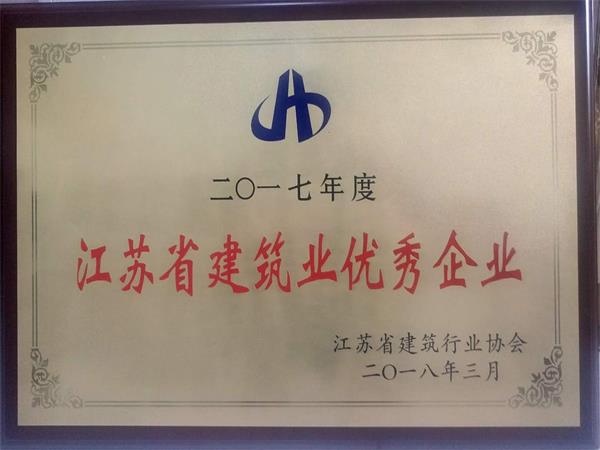 二〇一七年度
江苏省建筑业优秀企业
江苏省建筑行业协会
二〇一八年三月